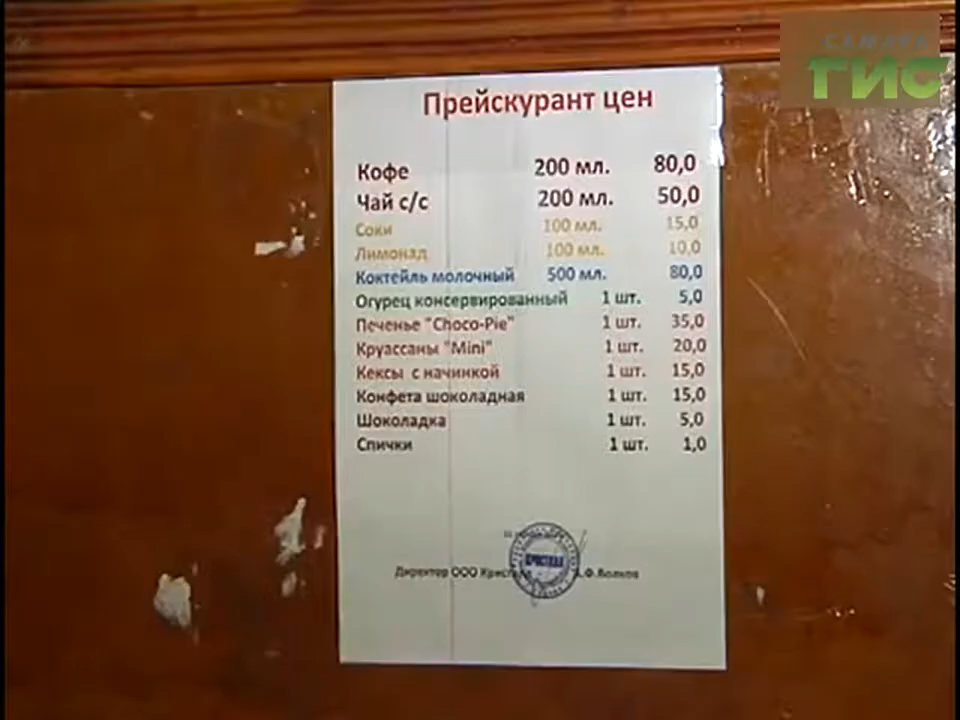 САМАРА
ГИС
Прейскурант цен
Кофе 200 мл. 80,0
Чай с/с 200 мл. 50,0
Соки 100 мл. 15,0
Лимонад 100 мл. 10,0
Коктейль молочный 500 мл. 80,0
Огурец консервированный 1 шт. 5,0
Печенье "Choco-Pie" 1 шт. 35,0
Круассаны "Mini" 1 шт. 20,0
Кексы с начинкой 1 шт. 15,0
Конфета шоколадная 1 шт. 15,0
Шоколадка 1 шт. 5,0
Спички 1 шт. 1,0
Директор ООО Кристалл .Ф.Волков
КРИСТАЛЛ